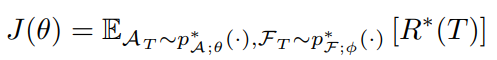 J(θ) = 𝔼_{𝒜_T∼p^*_{𝒜;θ}(·),ℱ_T∼p^*_{ℱ;ϕ}(·)} [R^*(T)]